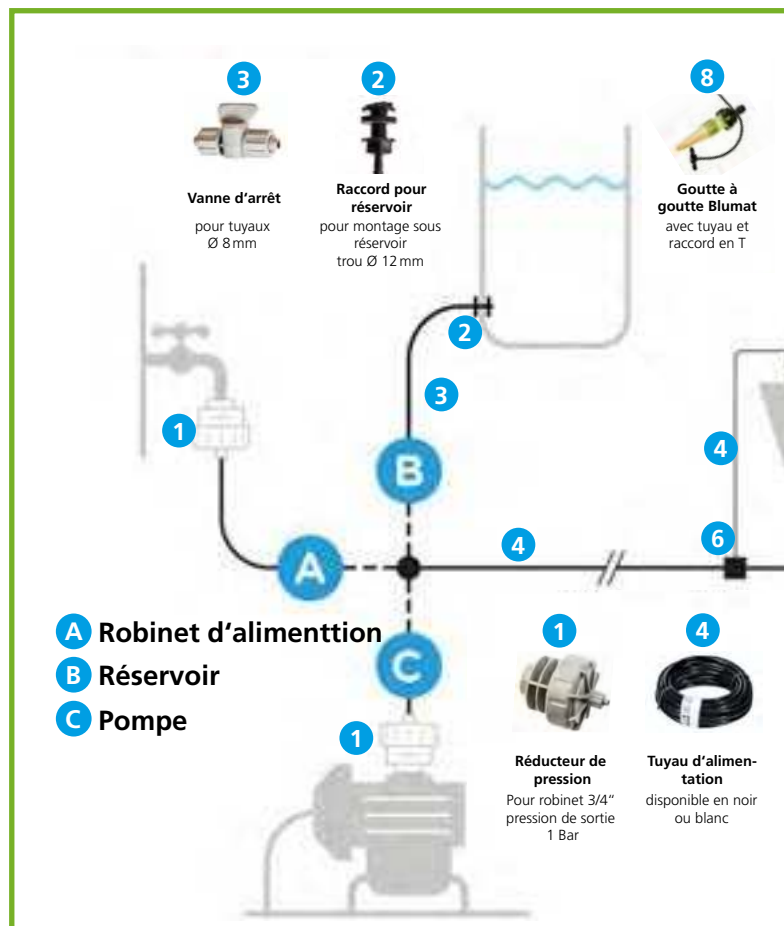 3
Vanne d'arrêt
pour tuyaux
Ø 8 mm
2
Raccord pour
réservoir
pour montage sous
réservoir
trou Ø 12 mm
8
Goutte à
goutte Blumat
avec tuyau et
raccord en T
2
3
1
B
4
4
6
A
C
A Robinet d‘alimenttion
B Réservoir
C Pompe
1
1
Réducteur de
pression
Pour robinet 3/4“
pression de sortie
1 Bar
4
Tuyau d‘alimen-
tation
disponible en noir
ou blanc